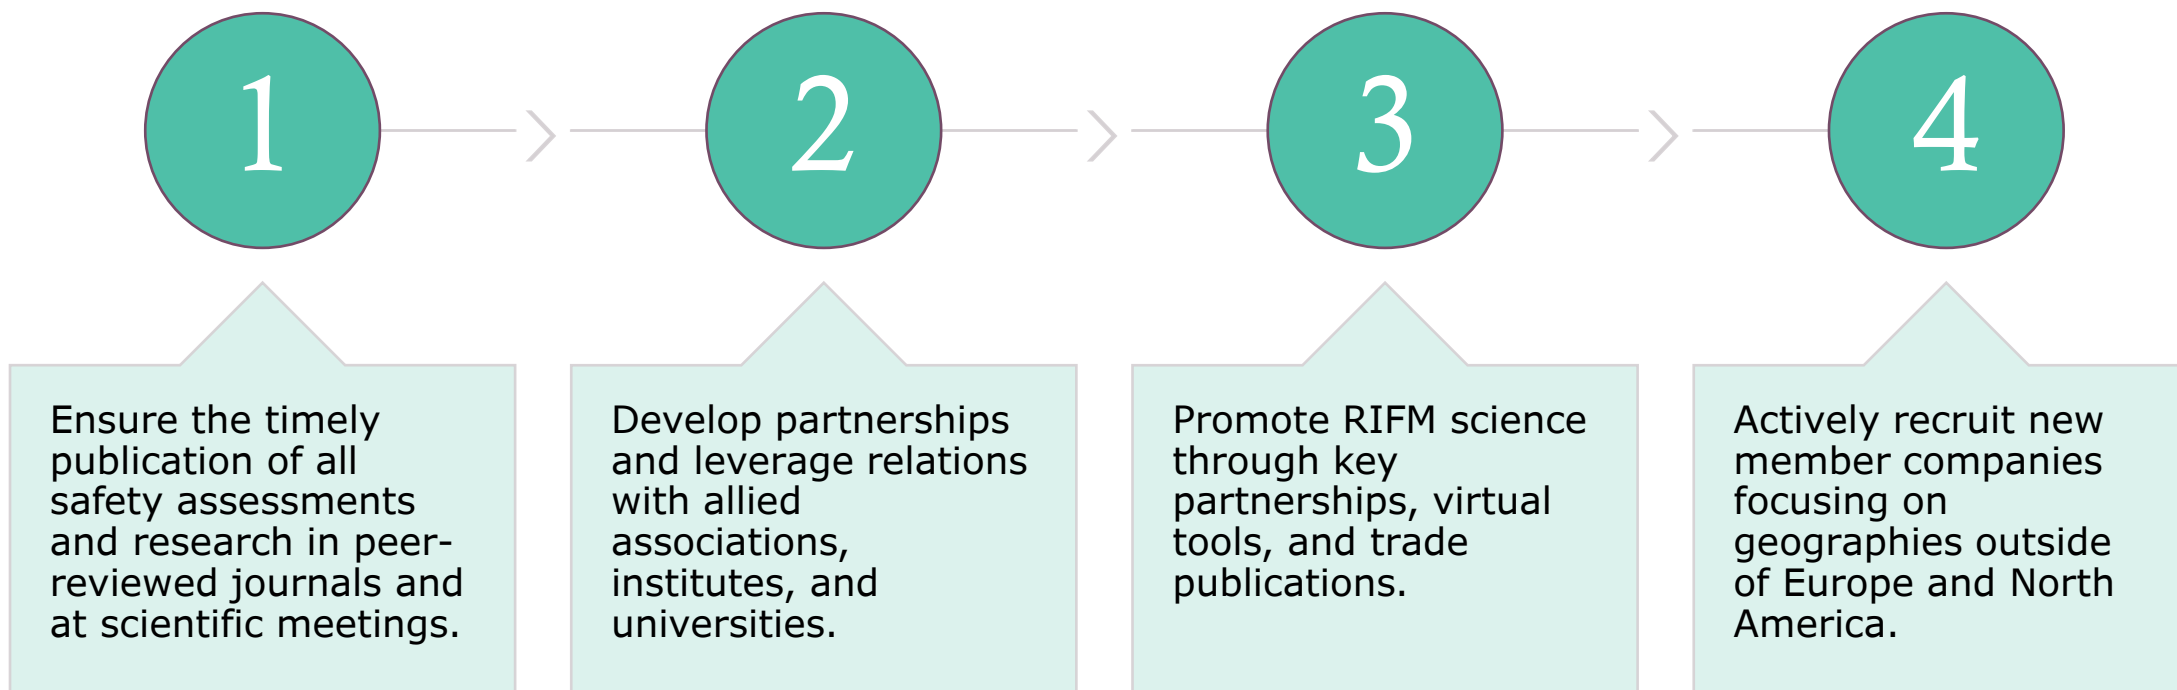 1
2
3
4
Ensure the timely
publication of all
safety assessments
and research in peer-
reviewed journals and
at scientific meetings.
Develop partnerships
and leverage relations
with allied
associations,
institutes, and
universities.
Promote RIFM science
through key
partnerships, virtual
tools, and trade
publications.
Actively recruit new
member companies
focusing on
geographies outside
of Europe and North
America.